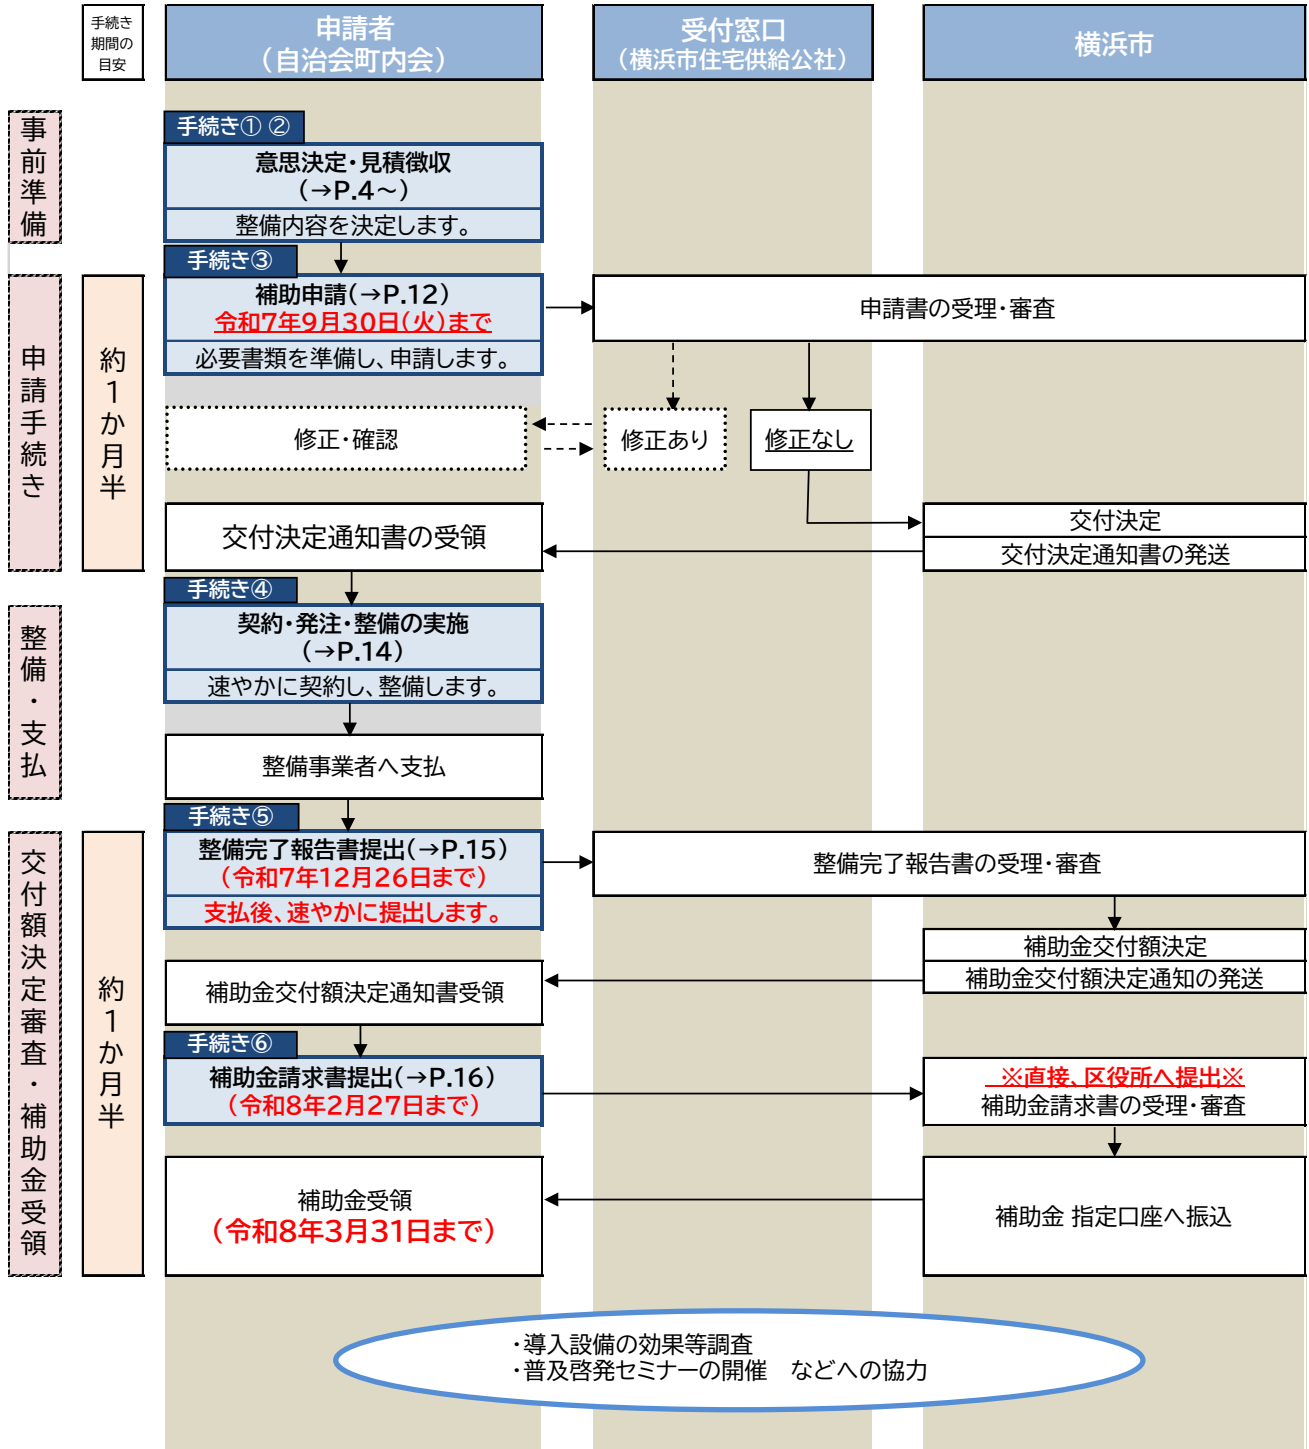 手続き
期間の
目安
申請者
（自治会町内会）
受付窓口
（横浜市住宅供給公社）
横浜市
事前準備
手続き① ②
意思決定・見積徴収
（→P.4～）
整備内容を決定します。
申請手続き
約1か月半
手続き③
補助申請（→P.12）
令和7年9月30日（火）まで
必要書類を準備し、申請します。
申請書の受理・審査
修正・確認
修正あり
修正なし
交付決定通知書の受領
交付決定
交付決定通知書の発送
整備・支払
手続き④
契約・発注・整備の実施
（→P.14）
速やかに契約し、整備します。
整備事業者へ支払
交付額決定審査・補助金受領
約1か月半
手続き⑤
整備完了報告書提出（→P.15）
（令和7年12月26日まで）
支払後、速やかに提出します。
整備完了報告書の受理・審査
補助金交付額決定
補助金交付額決定通知の発送
補助金交付額決定通知書受領
手続き⑥
補助金請求書提出（→P.16）
（令和8年2月27日まで）
※直接、区役所へ提出※
補助金請求書の受理・審査
補助金受領
（令和8年3月31日まで）
補助金 指定口座へ振込
・導入設備の効果等調査
・普及啓発セミナーの開催　などへの協力